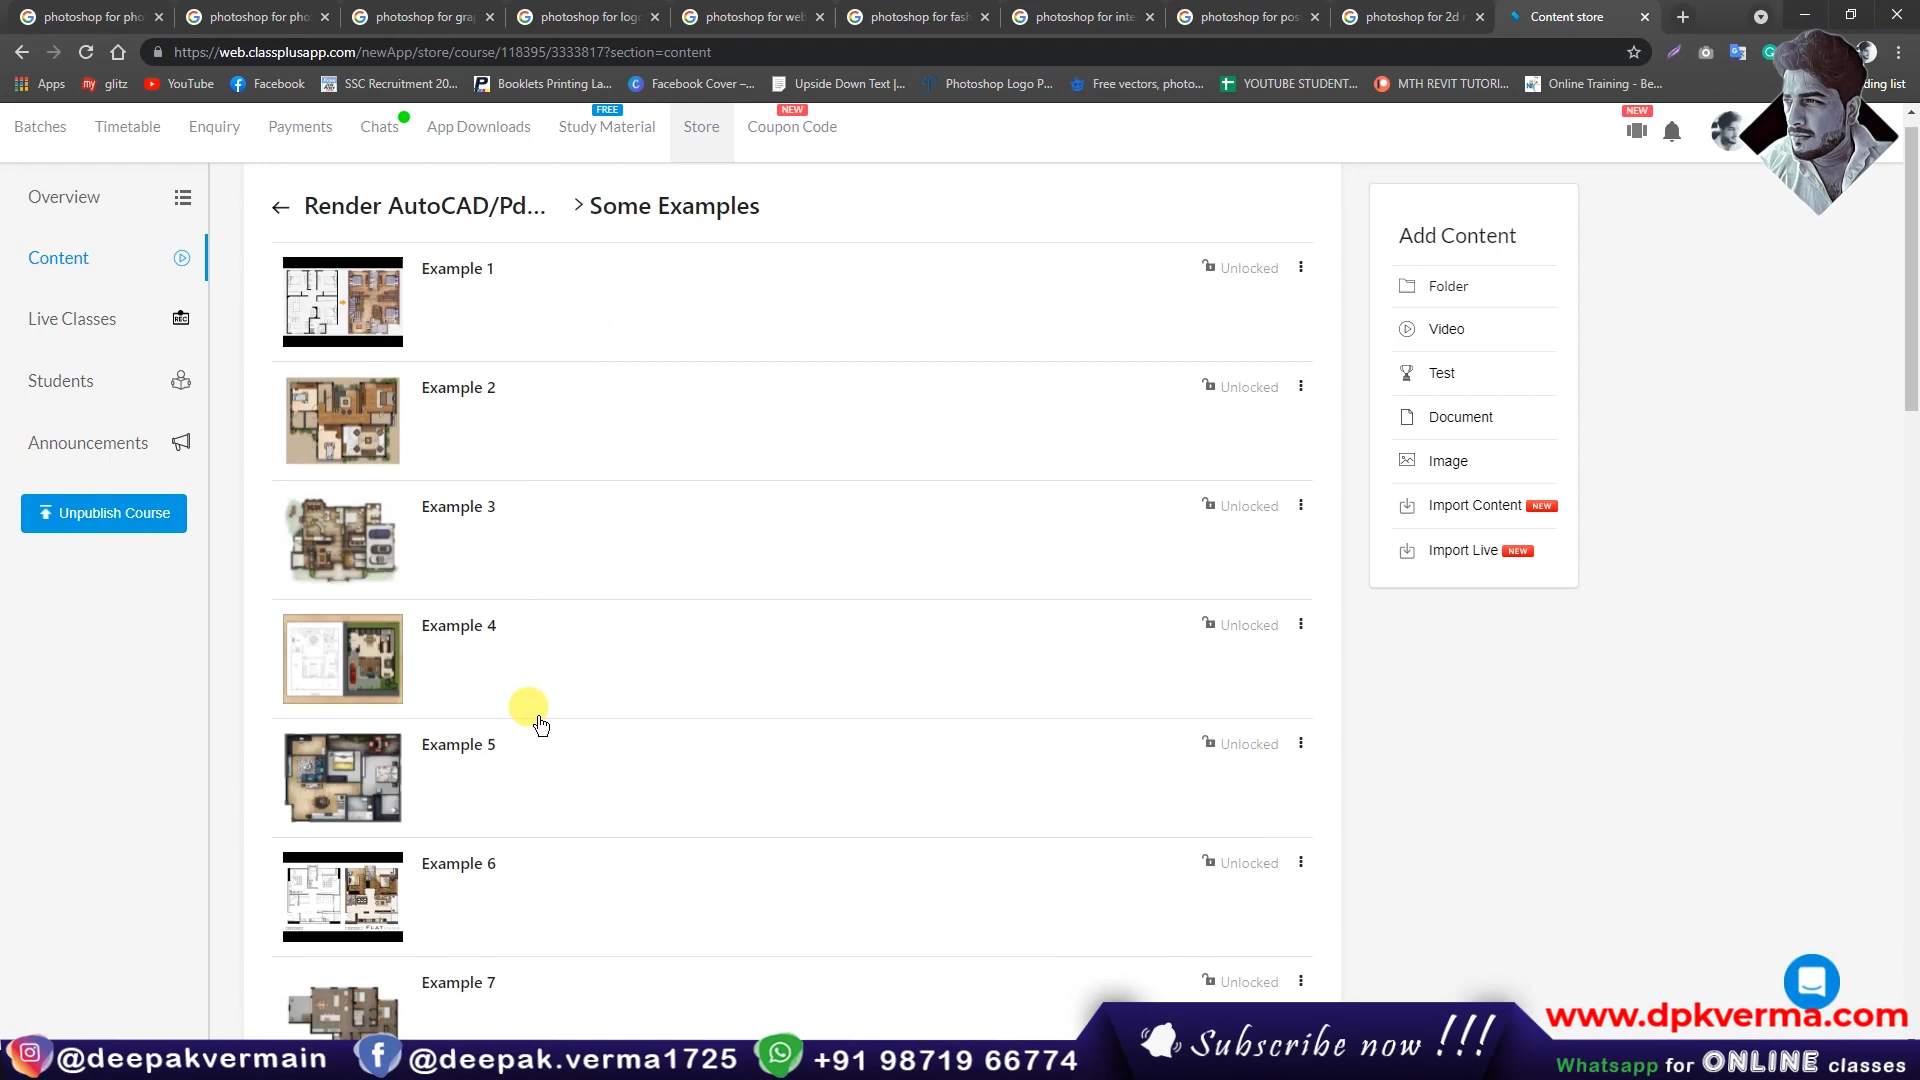 photoshop for pho
photoshop for pho
photoshop for gra
photoshop for logo
photoshop for web
photoshop for fash
photoshop for inte
photoshop for pos
photoshop for 2d
Content store
https://web.classplusapp.com/newApp/store/course/118395/3333817?section=content
Apps
my glitz
YouTube
Facebook
SSC Recruitment 20...
Booklets Printing La...
Facebook Cover –...
Upside Down Text |...
Photoshop Logo P...
Free vectors, photo...
YOUTUBE STUDENT...
MTH REVIT TUTORI...
Online Training - Be...
ding list
Batches
Timetable
Enquiry
Payments
Chats
App Downloads
FREE
Study Material
Store
NEW
Coupon Code
NEW
Overview
Content
Live Classes
REC
Students
Announcements
Unpublish Course
Render AutoCAD/Pd... > Some Examples
Example 1
Unlocked
Example 2
Unlocked
Example 3
Unlocked
Example 4
Unlocked
Example 5
Unlocked
Example 6
Unlocked
Example 7
Unlocked
Add Content
Folder
Video
Test
Document
Image
Import Content NEW
Import Live NEW
@deepakvermain
@deepak.verma1725
+91 98719 66774
Subscribe now !!!
www.dpkverma.com
Whatsapp for ONLINE classes